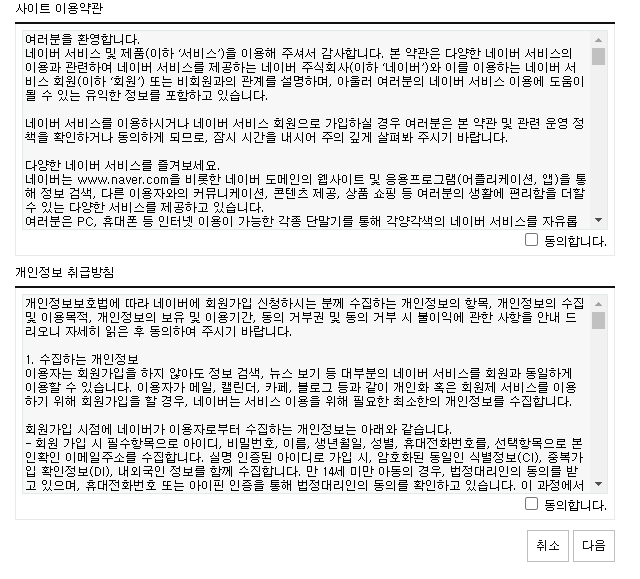 사이트 이용약관
여러분을 환영합니다.
네이버 서비스 및 제품(이하 ‘서비스’)을 이용해 주셔서 감사합니다. 본 약관은 다양한 네이버 서비스의
이용과 관련하여 네이버 서비스를 제공하는 네이버 주식회사(이하 ‘네이버’)와 이를 이용하는 네이버 서
비스 회원(이하 ‘회원’) 또는 비회원과의 관계를 설명하며, 아울러 여러분의 네이버 서비스 이용에 도움이
될 수 있는 유익한 정보를 포함하고 있습니다.
네이버 서비스를 이용하시거나 네이버 서비스 회원으로 가입하실 경우 여러분은 본 약관 및 관련 운영 정
책을 확인하거나 동의하게 되므로, 잠시 시간을 내시어 주의 깊게 살펴봐 주시기 바랍니다.
다양한 네이버 서비스를 즐겨보세요.
네이버는 www.naver.com을 비롯한 네이버 도메인의 웹사이트 및 응용프로그램(어플리케이션, 앱)을 통
해 정보 검색, 다른 이용자와의 커뮤니케이션, 콘텐츠 제공, 상품 쇼핑 등 여러분의 생활에 편리함을 더할
수 있는 다양한 서비스를 제공하고 있습니다.
여러분은 PC, 휴대폰 등 인터넷 이용이 가능한 각종 단말기를 통해 각양각색의 네이버 서비스를 자유롭
동의합니다.
개인정보 취급방침
개인정보보호법에 따라 네이버에 회원가입 신청하시는 분께 수집하는 개인정보의 항목, 개인정보의 수집
및 이용목적, 개인정보의 보유 및 이용기간, 동의 거부권 및 동의 거부 시 불이익에 관한 사항을 안내 드
리오니 자세히 읽은 후 동의하여 주시기 바랍니다.
1. 수집하는 개인정보
이용자는 회원가입을 하지 않아도 정보 검색, 뉴스 보기 등 대부분의 네이버 서비스를 회원과 동일하게
이용할 수 있습니다. 이용자가 메일, 캘린더, 카페, 블로그 등과 같이 개인화 혹은 회원제 서비스를 이용
하기 위해 회원가입을 할 경우, 네이버는 서비스 이용을 위해 필요한 최소한의 개인정보를 수집합니다.
회원가입 시점에 네이버가 이용자로부터 수집하는 개인정보는 아래와 같습니다.
- 회원 가입 시 필수항목으로 아이디, 비밀번호, 이름, 생년월일, 성별, 휴대전화번호를, 선택항목으로 본
인확인 이메일주소를 수집합니다. 실명 인증된 아이디로 가입 시, 암호화된 동일인 식별정보(CI), 중복가
입 확인정보(DI), 내외국인 정보를 함께 수집합니다. 만 14세 미만 아동의 경우, 법정대리인의 동의를 받
고 있으며, 휴대전화번호 또는 아이핀 인증을 통해 법정대리인의 동의를 확인하고 있습니다. 이 과정에서
동의합니다.
취소 다음